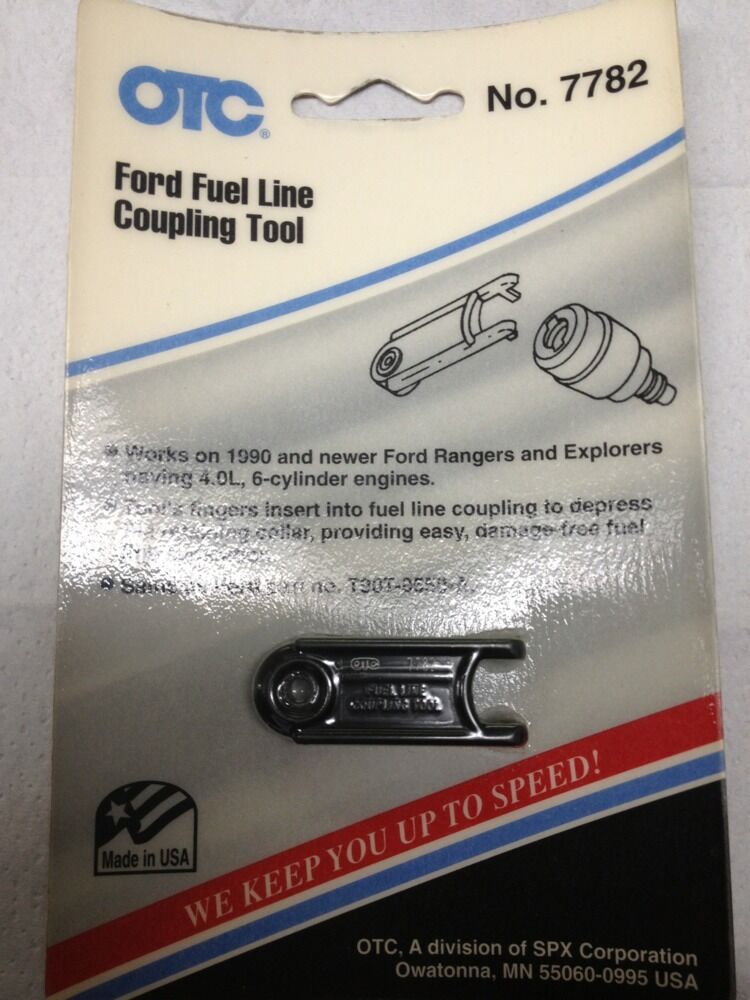 OTC®
No. 7782
Ford Fuel Line
Coupling Tool
Works on 1990 and newer Ford Rangers and Explorers
having 4.0L, 6-cylinder engines.
Tool's fingers insert into fuel line coupling to depress
retaining collar, providing easy, damage-free fuel
no.
OTC
FUEL LINE
COUPLING TOOL
Made in USA
WE KEEP YOU UP TO SPEED!
OTC, A division of SPX Corporation
Owatonna, MN 55060-0995 USA